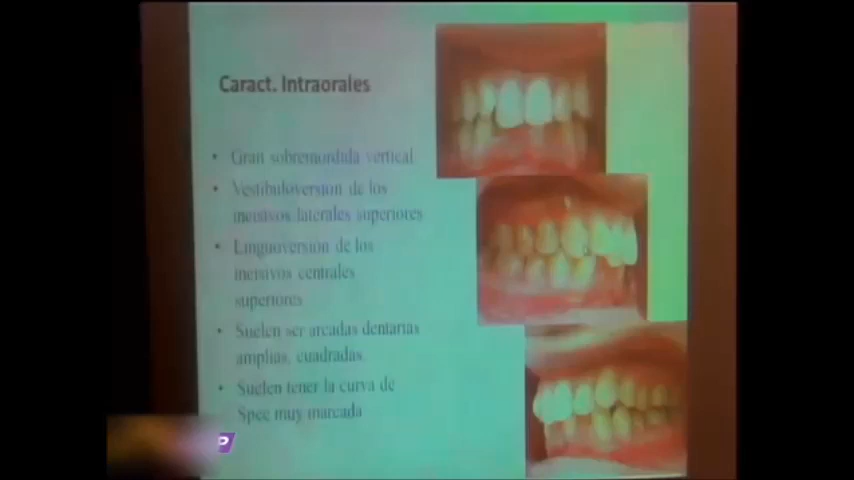 Caract. Intraorales
• Gran sobremordida vertical
• Vestibuloversion de los
incisivos laterales superiores
• Linguoversion de los
incisivos centrales
superiores
• Suelen ser arcadas dentarias
amplias, cuadradas.
• Suelen tener la curva de
Spee muy marcada
P